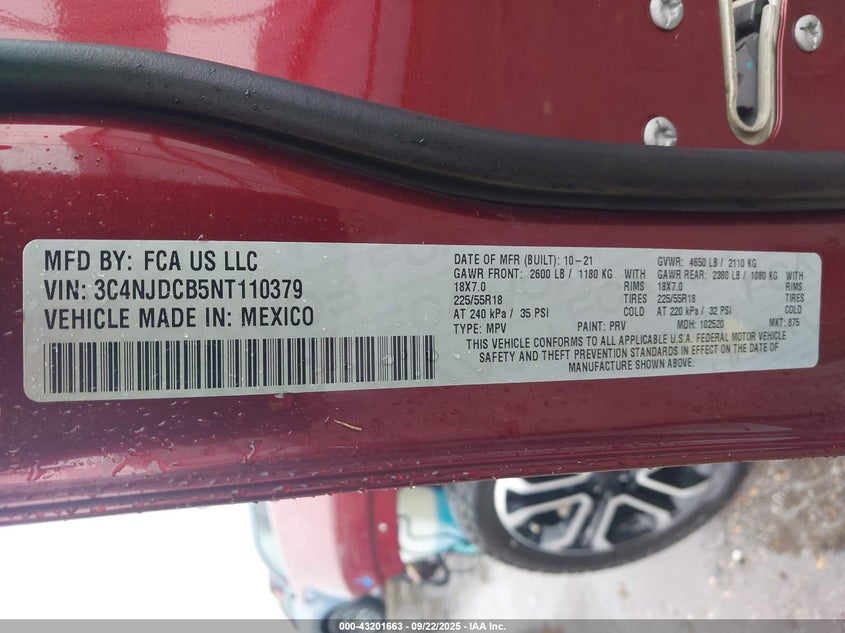 MFD BY: FCA US LLC
VIN: 3C4NJDCB5NT110379
VEHICLE MADE IN: MEXICO
DATE OF MFR (BUILT): 10-21 GVWR: 4650 LB / 2110 KG
GAWR FRONT: 2600 LB / 1180 KG WITH GAWR REAR: 2380 LB / 1080 KG WITH
18X7.0 RIMS 18X7.0 RIMS
225/55R18 TIRES 225/55R18 TIRES
AT 240 kPa / 35 PSI COLD AT 220 kPa / 32 PSI COLD
TYPE: MPV PAINT: PRV MDH: 102520 MKT: 875
THIS VEHICLE CONFORMS TO ALL APPLICABLE U.S.A. FEDERAL MOTOR VEHICLE
SAFETY AND THEFT PREVENTION STANDARDS IN EFFECT ON THE DATE OF
MANUFACTURE SHOWN ABOVE.
000-43201663 - 09/22/2025 - IAA Inc.